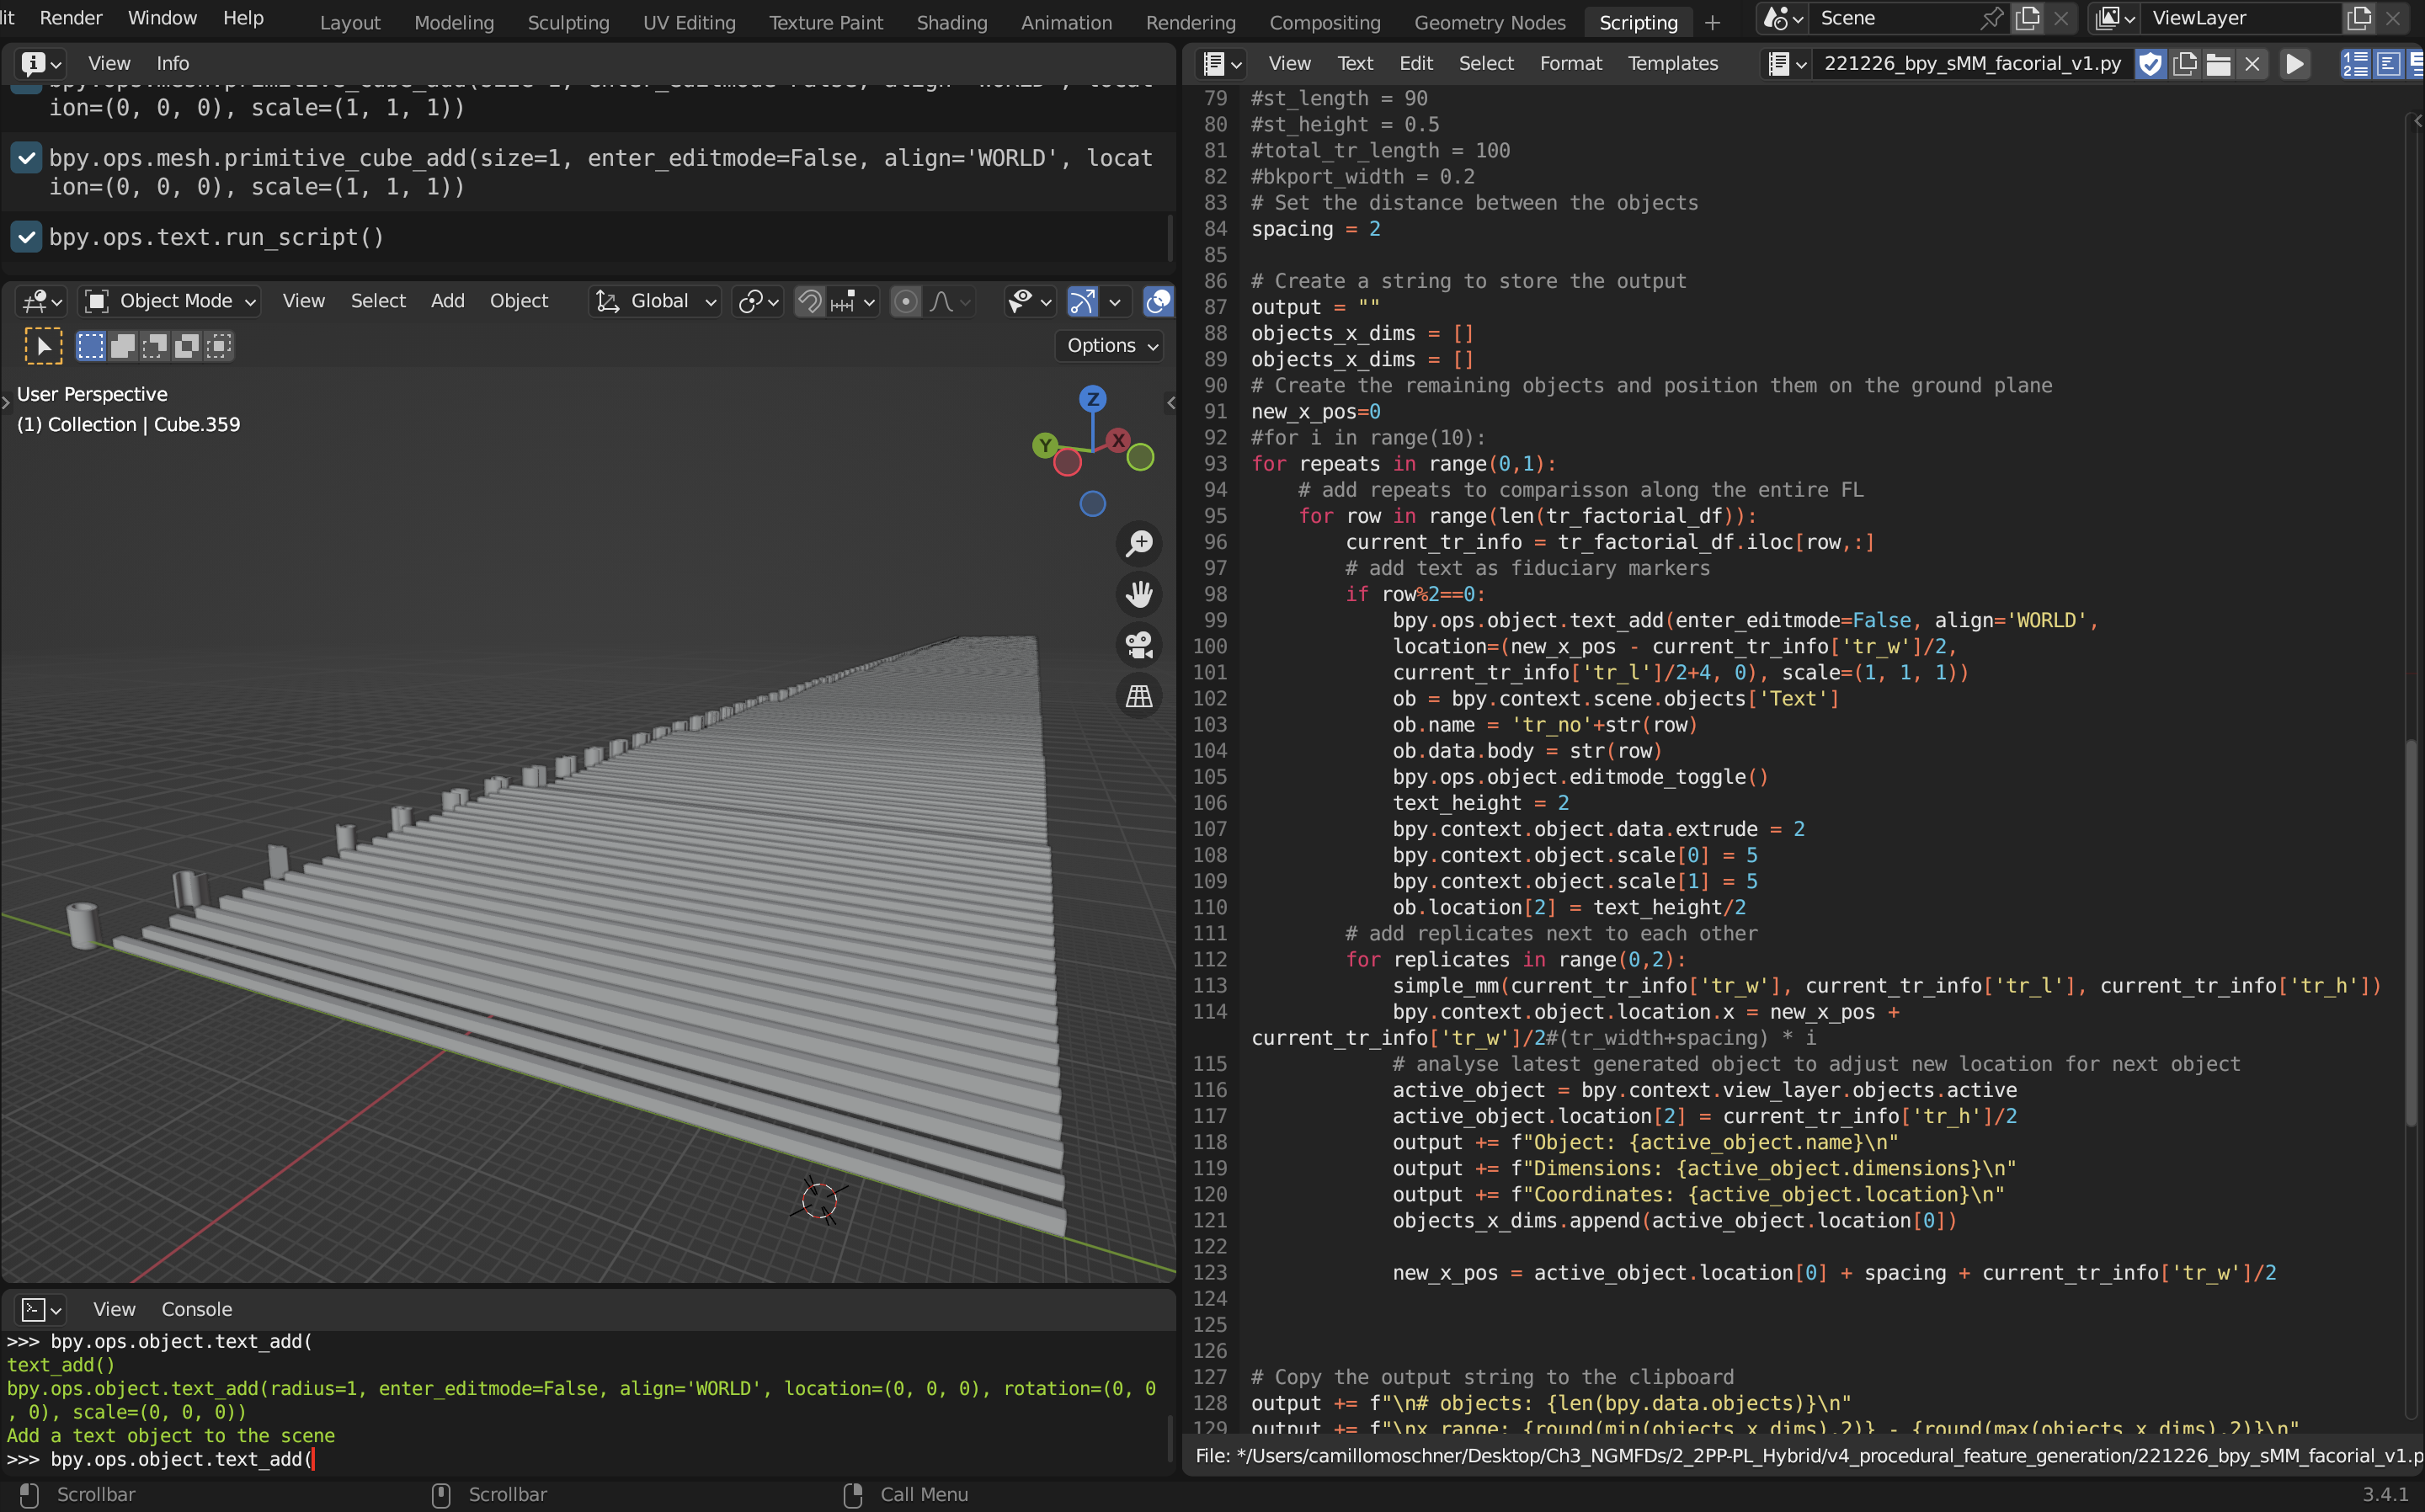 Render Window Help
Layout Modeling Sculpting UV Editing Texture Paint Shading Animation Rendering Compositing Geometry Nodes Scripting +
Scene
ViewLayer
View Info
ion=(0, 0, 0), scale=(1, 1, 1))
bpy.ops.mesh.primitive_cube_add(size=1, enter_editmode=False, align='WORLD', locat
ion=(0, 0, 0), scale=(1, 1, 1))
bpy.ops.text.run_script()
Object Mode View Select Add Object Global
Options
User Perspective
(1) Collection | Cube.359
Z
Y
X
View Console
>>> bpy.ops.object.text_add(
text_add()
bpy.ops.object.text_add(radius=1, enter_editmode=False, align='WORLD', location=(0, 0, 0), rotation=(0, 0
, 0), scale=(0, 0, 0))
Add a text object to the scene
>>> bpy.ops.object.text_add(
View Text Edit Select Format Templates 221226_bpy_sMM_facorial_v1.py
79 #st_length = 90
80 #st_height = 0.5
81 #total_tr_length = 100
82 #bkport_width = 0.2
83 # Set the distance between the objects
84 spacing = 2
85
86 # Create a string to store the output
87 output = ""
88 objects_x_dims = []
89 objects_x_dims = []
90 # Create the remaining objects and position them on the ground plane
91 new_x_pos=0
92 #for i in range(10):
93 for repeats in range(0,1):
94 # add repeats to comparisson along the entire FL
95 for row in range(len(tr_factorial_df)):
96 current_tr_info = tr_factorial_df.iloc[row,:]
97 # add text as fiduciary markers
98 if row%2==0:
99 bpy.ops.object.text_add(enter_editmode=False, align='WORLD',
100 location=(new_x_pos - current_tr_info['tr_w']/2,
101 current_tr_info['tr_l']/2+4, 0), scale=(1, 1, 1))
102 ob = bpy.context.scene.objects['Text']
103 ob.name = 'tr_no'+str(row)
104 ob.data.body = str(row)
105 bpy.ops.object.editmode_toggle()
106 text_height = 2
107 bpy.context.object.data.extrude = 2
108 bpy.context.object.scale[0] = 5
109 bpy.context.object.scale[1] = 5
110 ob.location[2] = text_height/2
111 # add replicates next to each other
112 for replicates in range(0,2):
113 simple_mm(current_tr_info['tr_w'], current_tr_info['tr_l'], current_tr_info['tr_h'])
114 bpy.context.object.location.x = new_x_pos +
current_tr_info['tr_w']/2#(tr_width+spacing) * i
115 # analyse latest generated object to adjust new location for next object
116 active_object = bpy.context.view_layer.objects.active
117 active_object.location[2] = current_tr_info['tr_h']/2
118 output += f"Object: {active_object.name}\n"
119 output += f"Dimensions: {active_object.dimensions}\n"
120 output += f"Coordinates: {active_object.location}\n"
121 objects_x_dims.append(active_object.location[0])
122
123 new_x_pos = active_object.location[0] + spacing + current_tr_info['tr_w']/2
124
125
126
127 # Copy the output string to the clipboard
128 output += f"\n# objects: {len(bpy.data.objects)}\n"
129 output += f"\nx range: {round(min(objects_x_dims),2)} - {round(max(objects_x_dims),2)}\n"
File: */Users/camillomoschner/Desktop/Ch3_NGMFDs/2_2PP-PL_Hybrid/v4_procedural_feature_generation/221226_bpy_sMM_facorial_v1.p
Scrollbar Scrollbar Call Menu 3.4.1